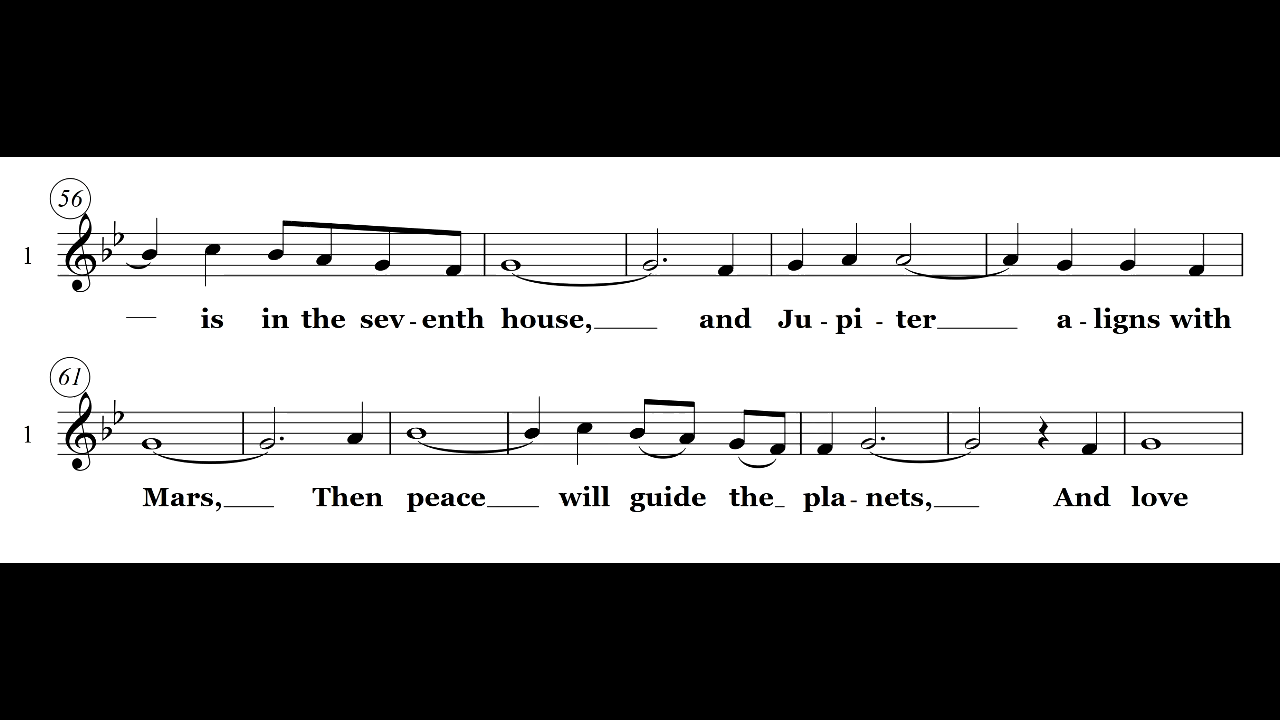 56
1
is in the sev - enth house, and Ju - pi - ter a - ligns with
61
1
Mars, Then peace will guide the pla - nets, And love